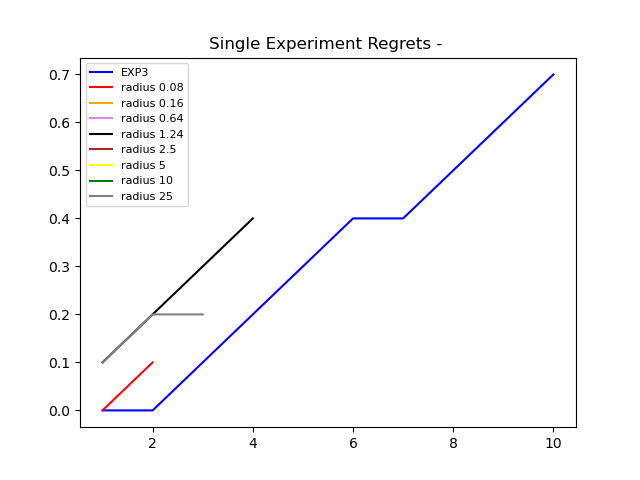 Single Experiment Regrets -
EXP3
radius 0.08
radius 0.16
radius 0.64
radius 1.24
radius 2.5
radius 5
radius 10
radius 25
0.7
0.6
0.5
0.4
0.3
0.2
0.1
0.0
2 4 6 8 10